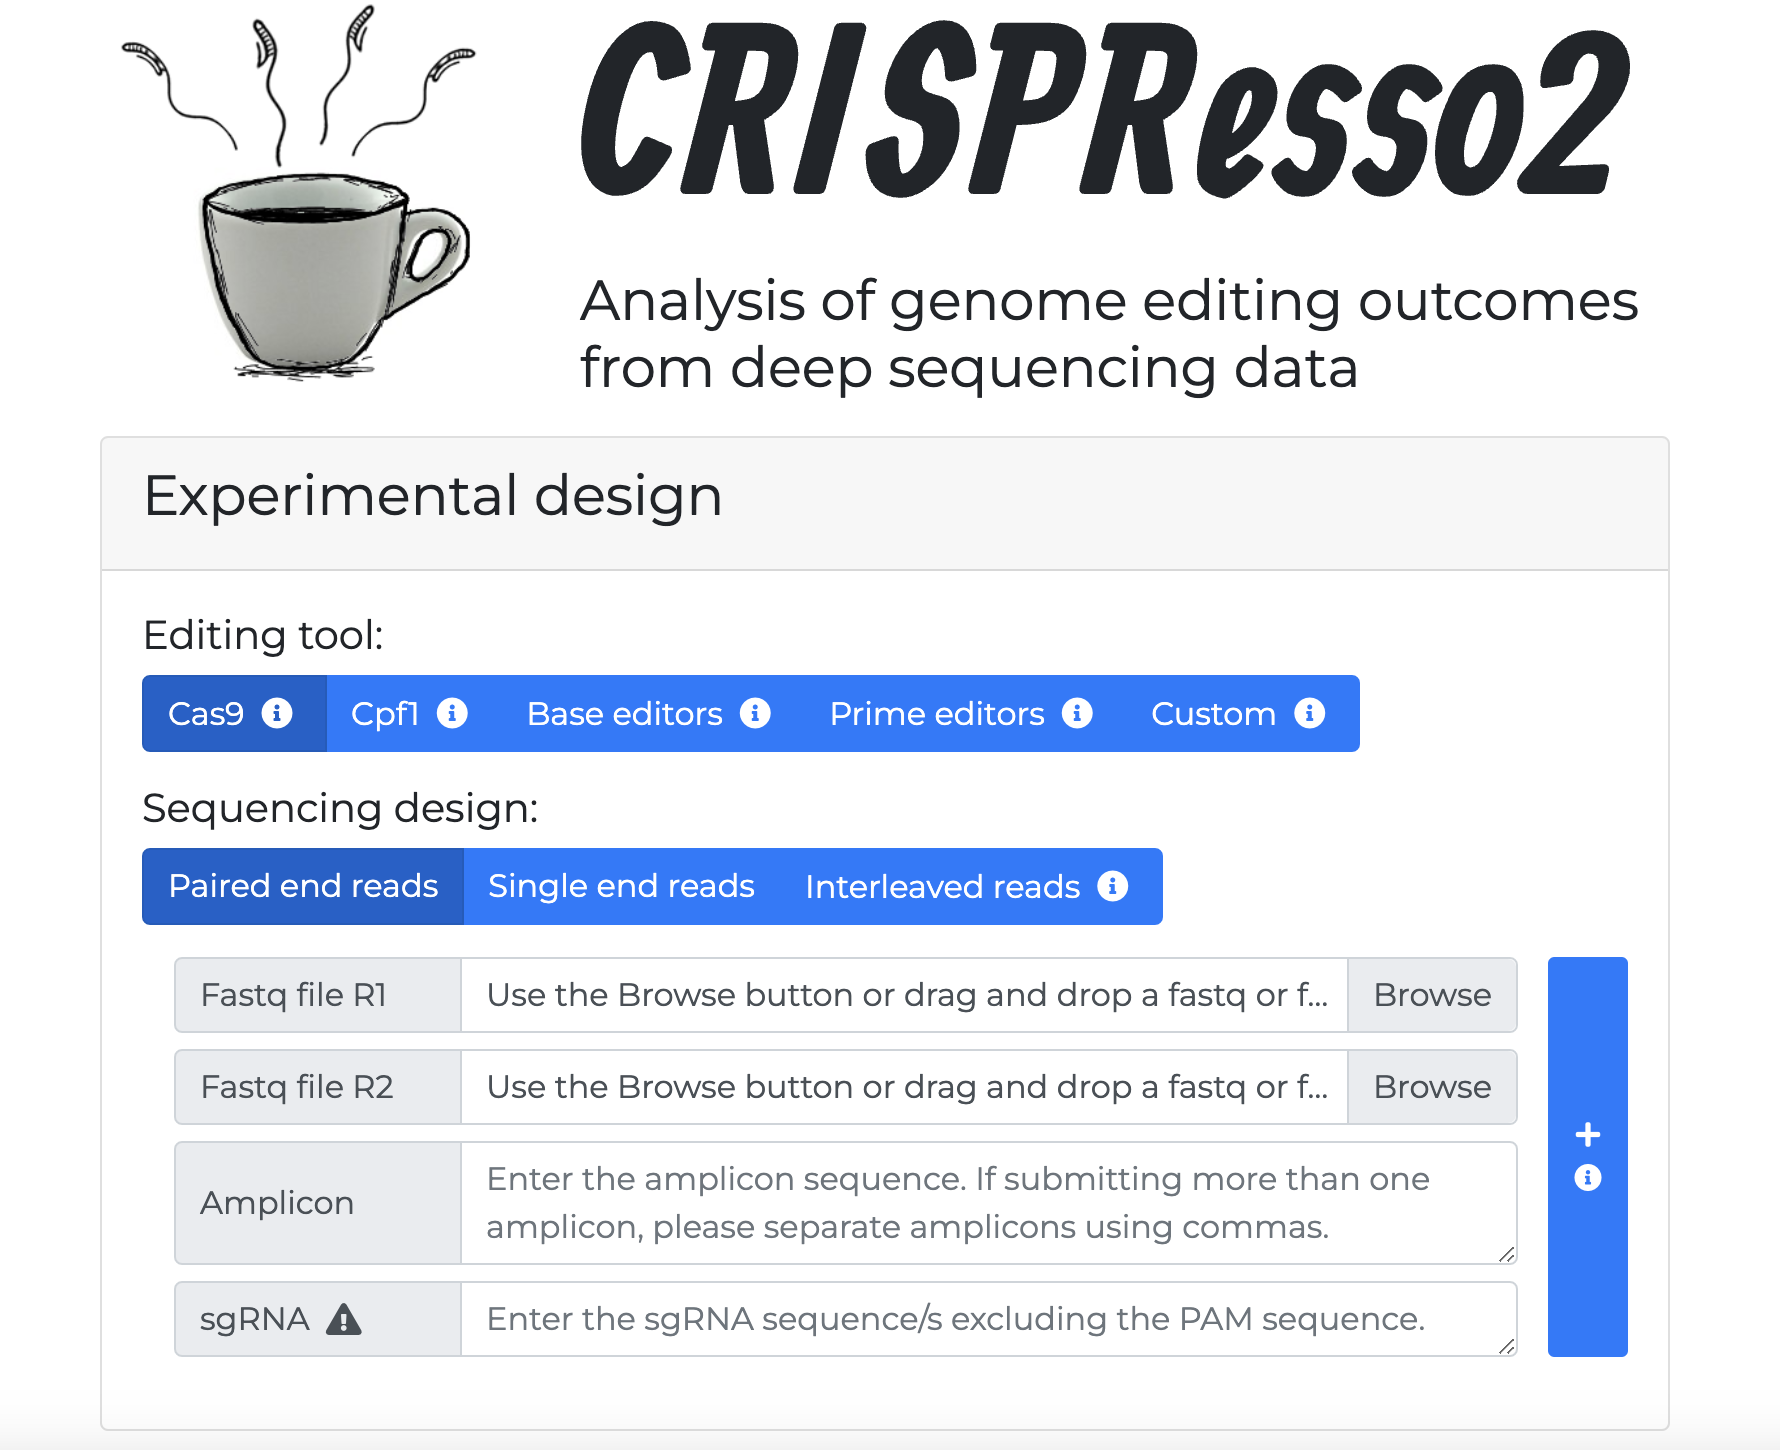 CRISPResso2
Analysis of genome editing outcomes
from deep sequencing data
Experimental design
Editing tool:
Cas9 Cpf1 Base editors Prime editors Custom
Sequencing design:
Paired end reads Single end reads Interleaved reads
Fastq file R1 Use the Browse button or drag and drop a fastq or f... Browse
Fastq file R2 Use the Browse button or drag and drop a fastq or f... Browse
Amplicon Enter the amplicon sequence. If submitting more than one
amplicon, please separate amplicons using commas.
sgRNA Enter the sgRNA sequence/s excluding the PAM sequence.
+